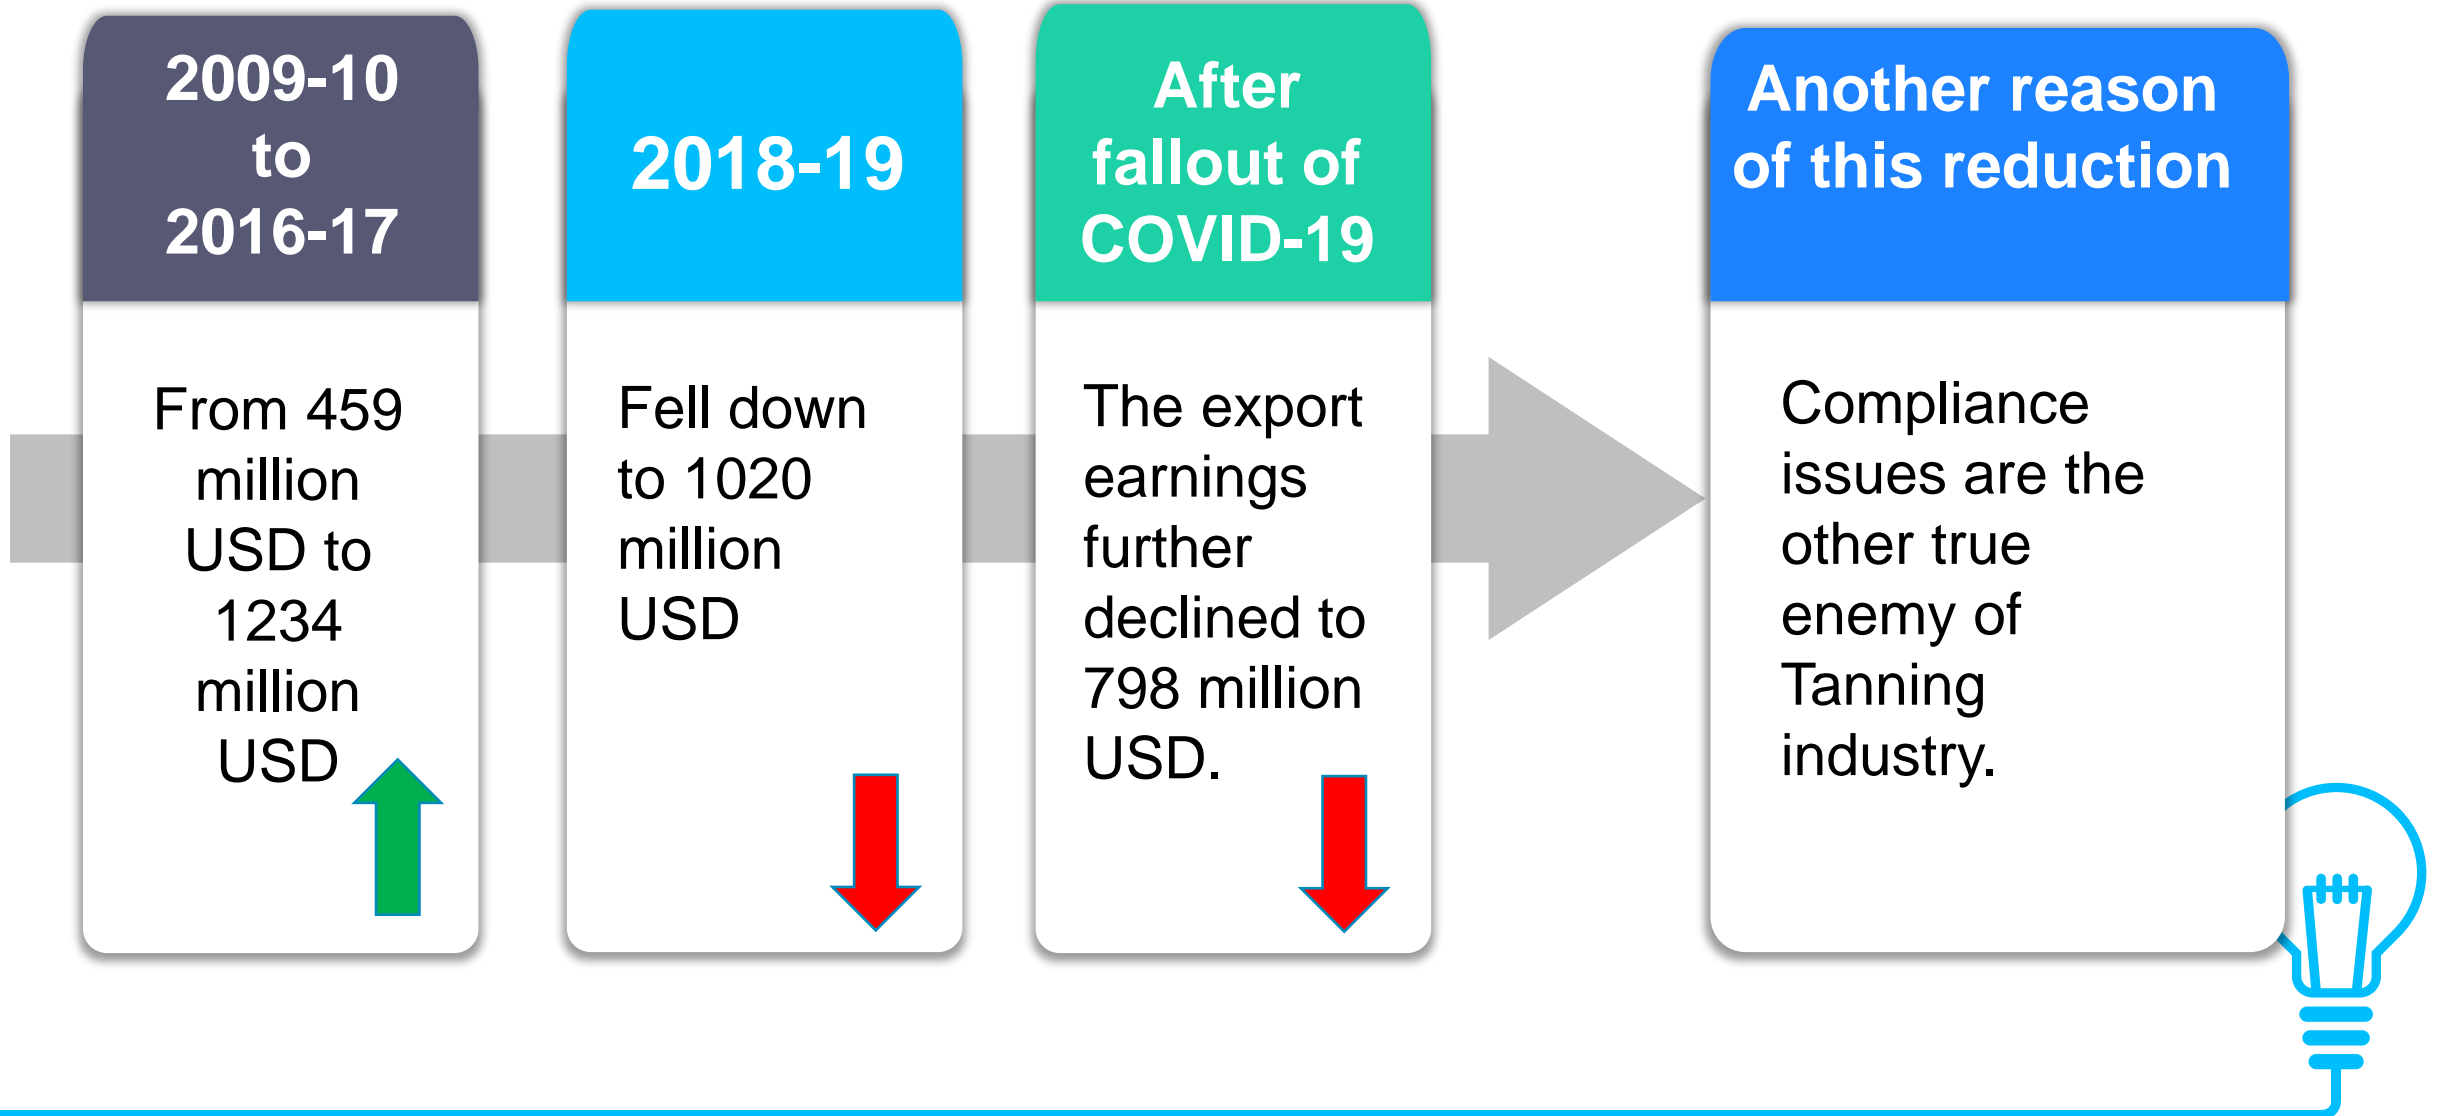 2009-10
to
2016-17
From 459
million
USD to
1234
million
USD
2018-19
Fell down
to 1020
million
USD
After
fallout of
COVID-19
The export
earnings
further
declined to
798 million
USD.
Another reason
of this reduction
Compliance
issues are the
other true
enemy of
Tanning
industry.